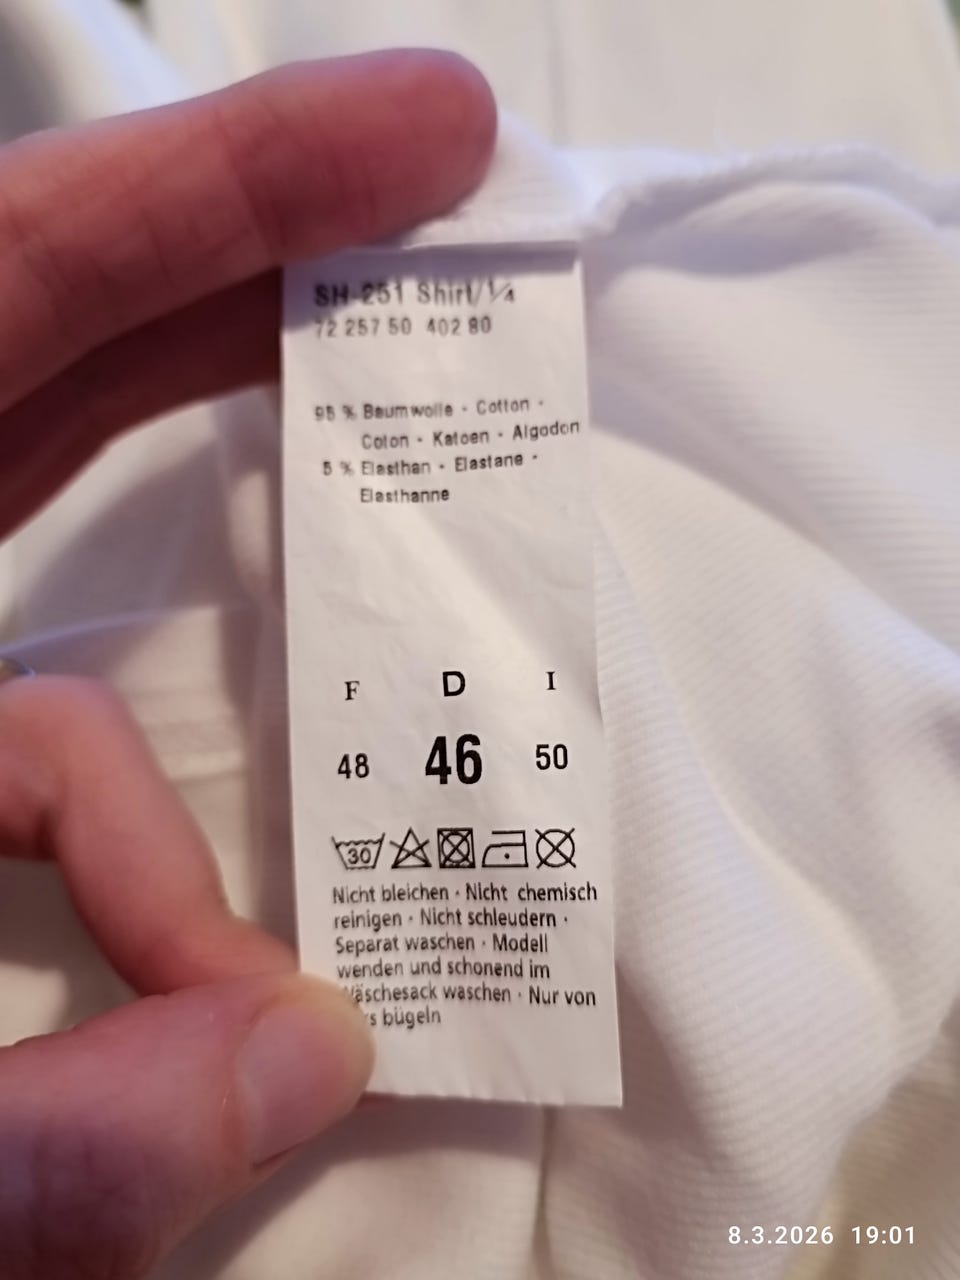 SH-251 Shirt/¼
72 257 50 402 80
95 % Baumwolle - Cotton -
Coton - Katoen - Algodon
5 % Elasthan - Elastane -
Elasthanne
F D I
48 46 50
30
Nicht bleichen · Nicht chemisch
reinigen · Nicht schleudern ·
Separat waschen · Modell
wenden und schonend im
Wäschesack waschen · Nur von
bügeln
8.3.2026 19:01